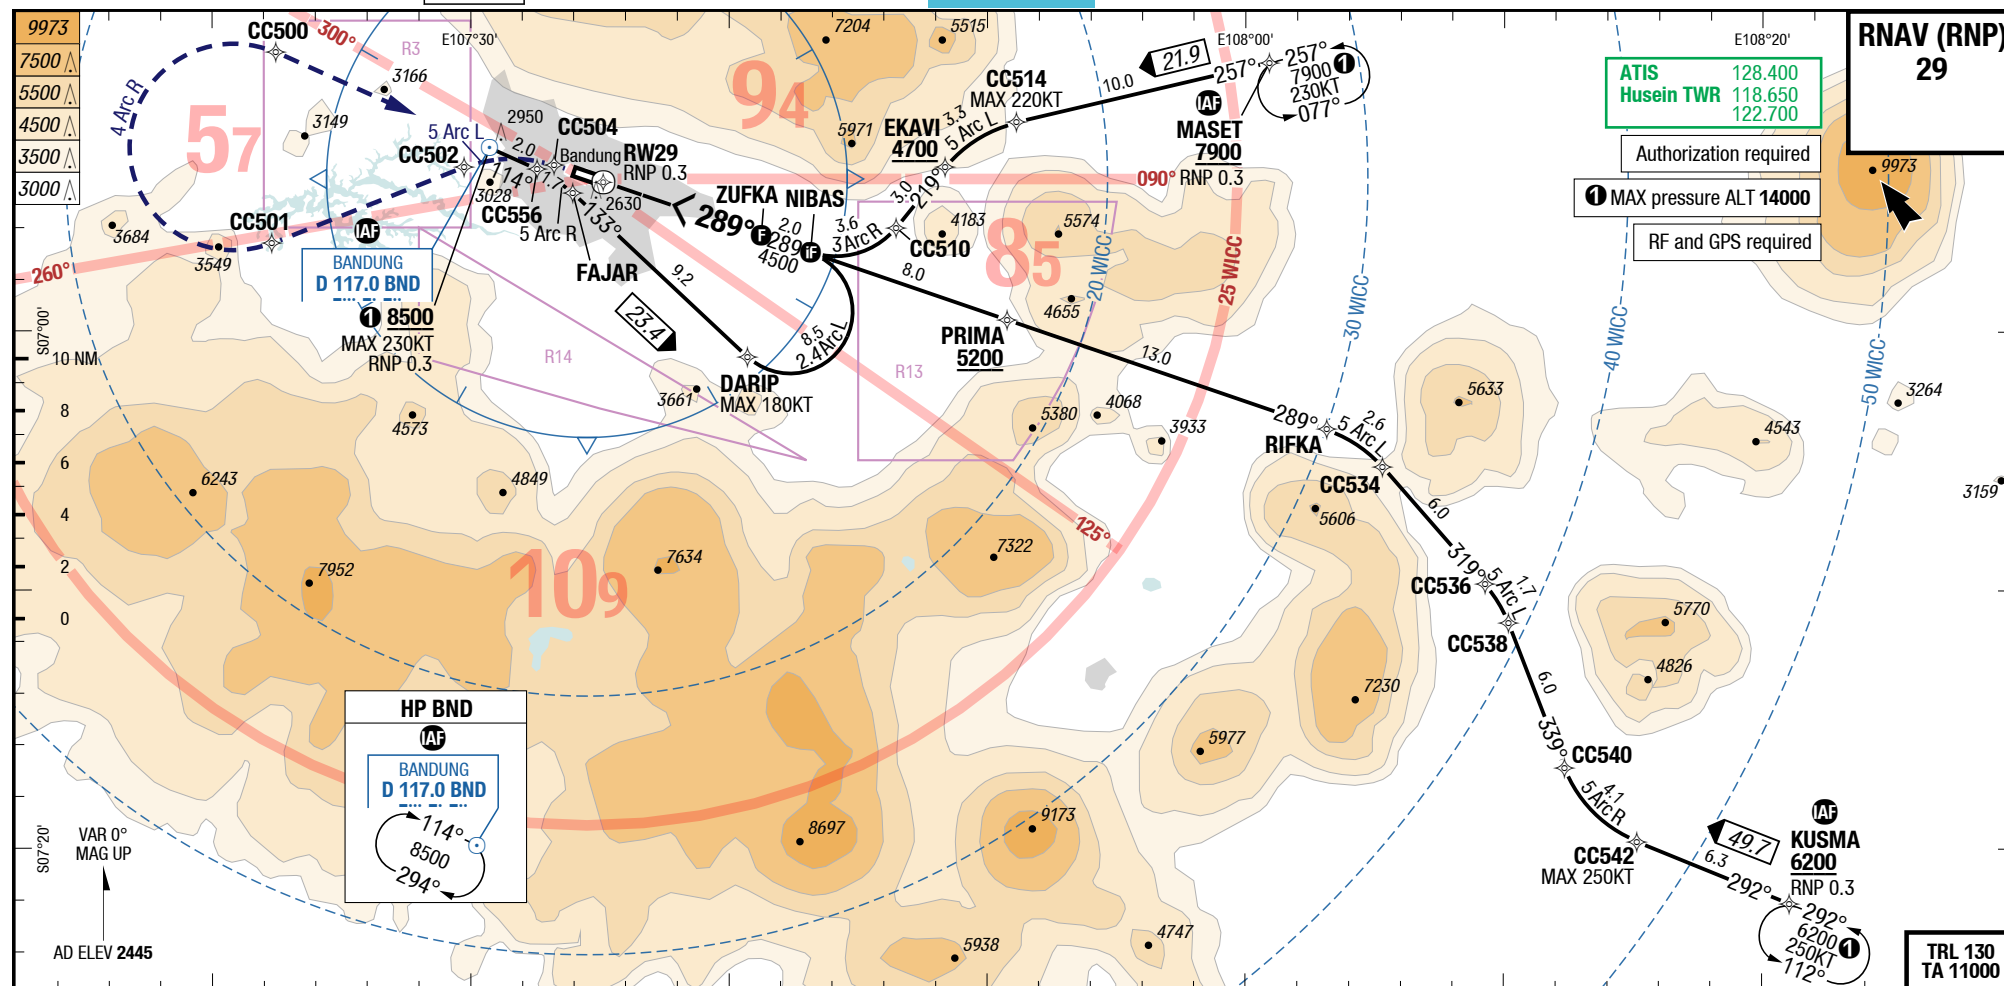 9973
7500
5500
4500
3500
3000
CC500
300°
R3
E107°30'
3166
4 Arc R
57
3149
5 Arc L
CC502
CC501
3684
3549
260°
IAF
BANDUNG
D 117.0 BND
1 8500
MAX 230KT
RNP 0.3
2950
CC504
2.0
114°
1.7
Bandung
RW29
RNP 0.3
3028
CC556
5 Arc R
2630
133°
FAJAR
9.2
23.4
R14
3661
DARIP
MAX 180KT
8.5
2.4 Arc L
94
7204
5515
5971
ZUFKA
NIBAS
289°
F
2.0
289°
4500
IF
3.6
3 Arc R
CC510
3.0
219°
EKAVI
4700
3.3
5 Arc L
CC514
MAX 220KT
10.0
21.9
257°
E108°00'
257°
7900 1
230KT
077°
IAF
MASET
7900
RNP 0.3
090°
4183
5574
85
4655
20 WICC
25 WICC
30 WICC
40 WICC
50 WICC
8.0
PRIMA
5200
R13
13.0
5380
4068
3933
289°
RIFKA
2.6
5 Arc L
CC534
5633
5606
6.0
319°
CC536
1.7
5 Arc L
CC538
6.0
339°
CC540
4.1
5 Arc R
CC542
MAX 250KT
6.3
49.7
292°
IAF
KUSMA
6200
RNP 0.3
292°
6200 1
250KT
112°
E108°20'
RNAV (RNP)
29
ATIS 128.400
Husein TWR 118.650
122.700
Authorization required
1 MAX pressure ALT 14000
RF and GPS required
9973
3264
4543
3159
5770
4826
7230
5977
125°
7322
7634
109
7952
6243
4573
4849
8697
9173
5938
4747
S07°00'
10 NM
8
6
4
2
0
S07°20'
VAR 0°
MAG UP
AD ELEV 2445
HP BND
IAF
BANDUNG
D 117.0 BND
114°
8500
294°
TRL 130
TA 11000